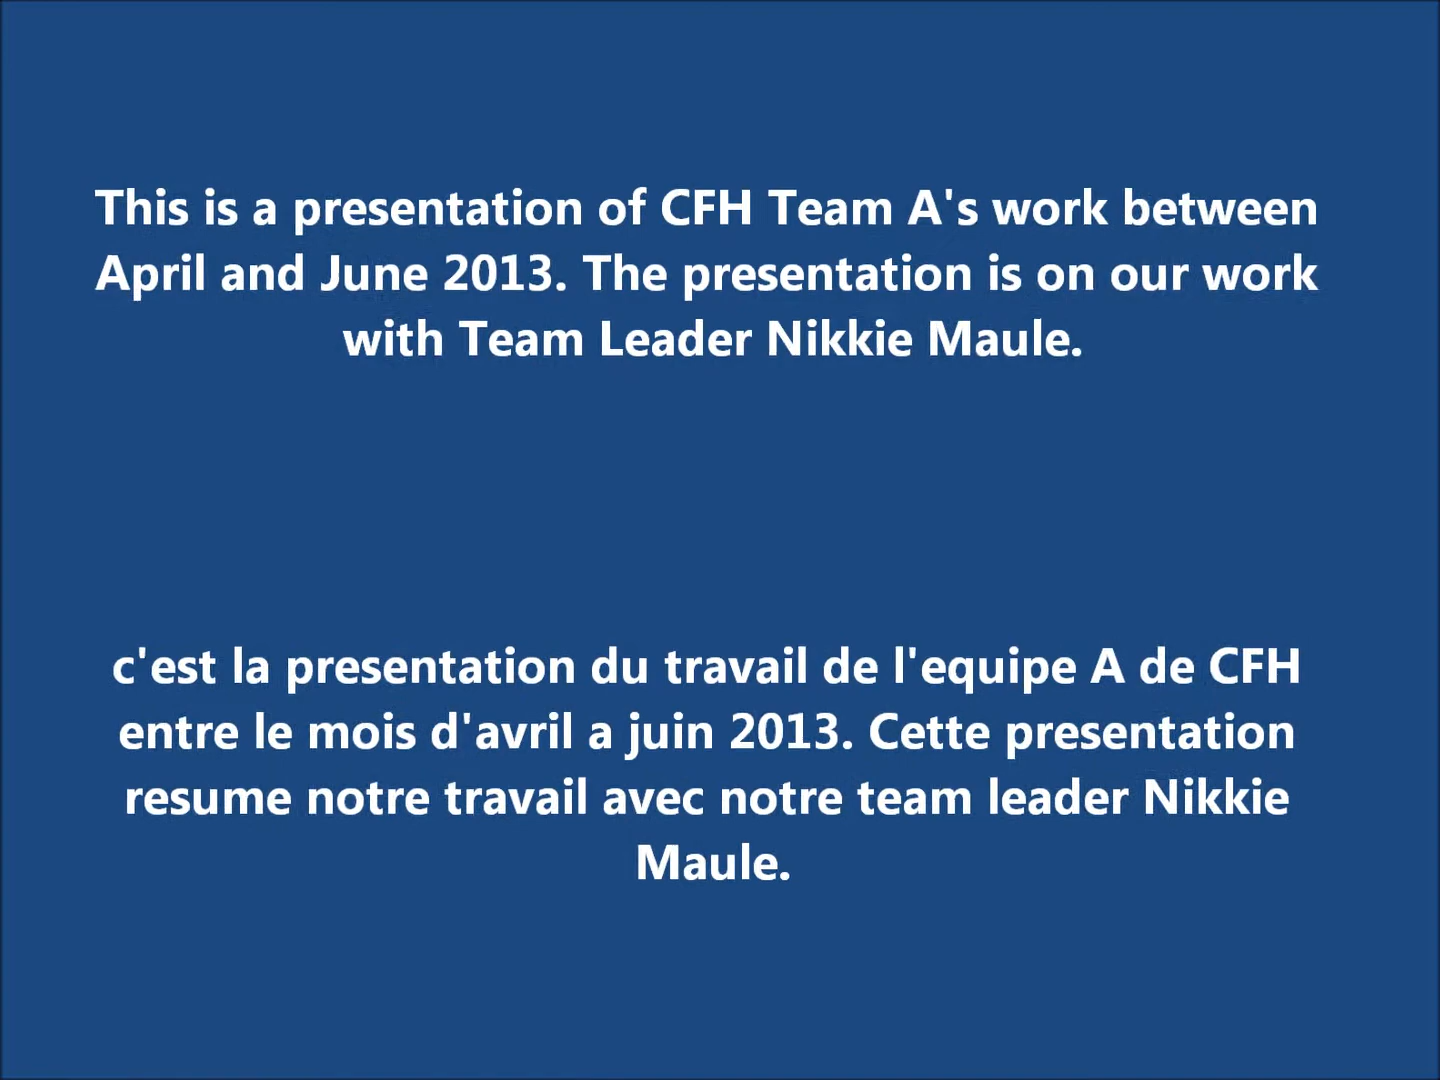 This is a presentation of CFH Team A's work between
April and June 2013. The presentation is on our work
with Team Leader Nikkie Maule.
c'est la presentation du travail de l'equipe A de CFH
entre le mois d'avril a juin 2013. Cette presentation
resume notre travail avec notre team leader Nikkie
Maule.